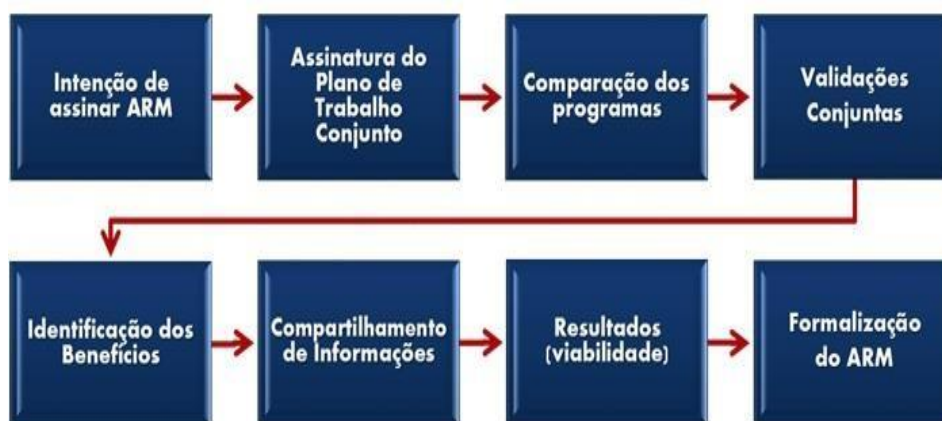 Intenção de
assinar ARM
Assinatura do
Plano de
Trabalho
Conjunto
Comparação dos
programas
Validações
Conjuntas
Identificação dos
Benefícios
Compartilhamento
de Informações
Resultados
(viabilidade)
Formalização
do ARM